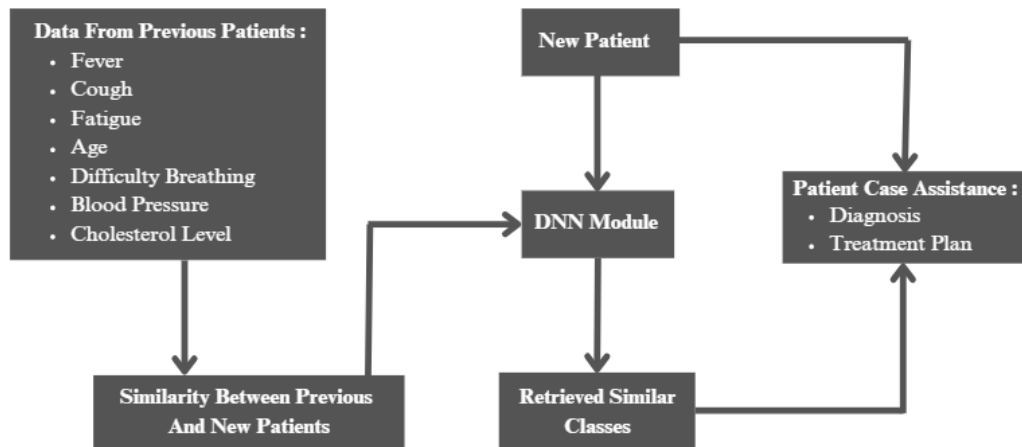 Data From Previous Patients :
• Fever
• Cough
• Fatigue
• Age
• Difficulty Breathing
• Blood Pressure
• Cholesterol Level
New Patient
DNN Module
Patient Case Assistance :
• Diagnosis
• Treatment Plan
Similarity Between Previous
And New Patients
Retrieved Similar
Classes